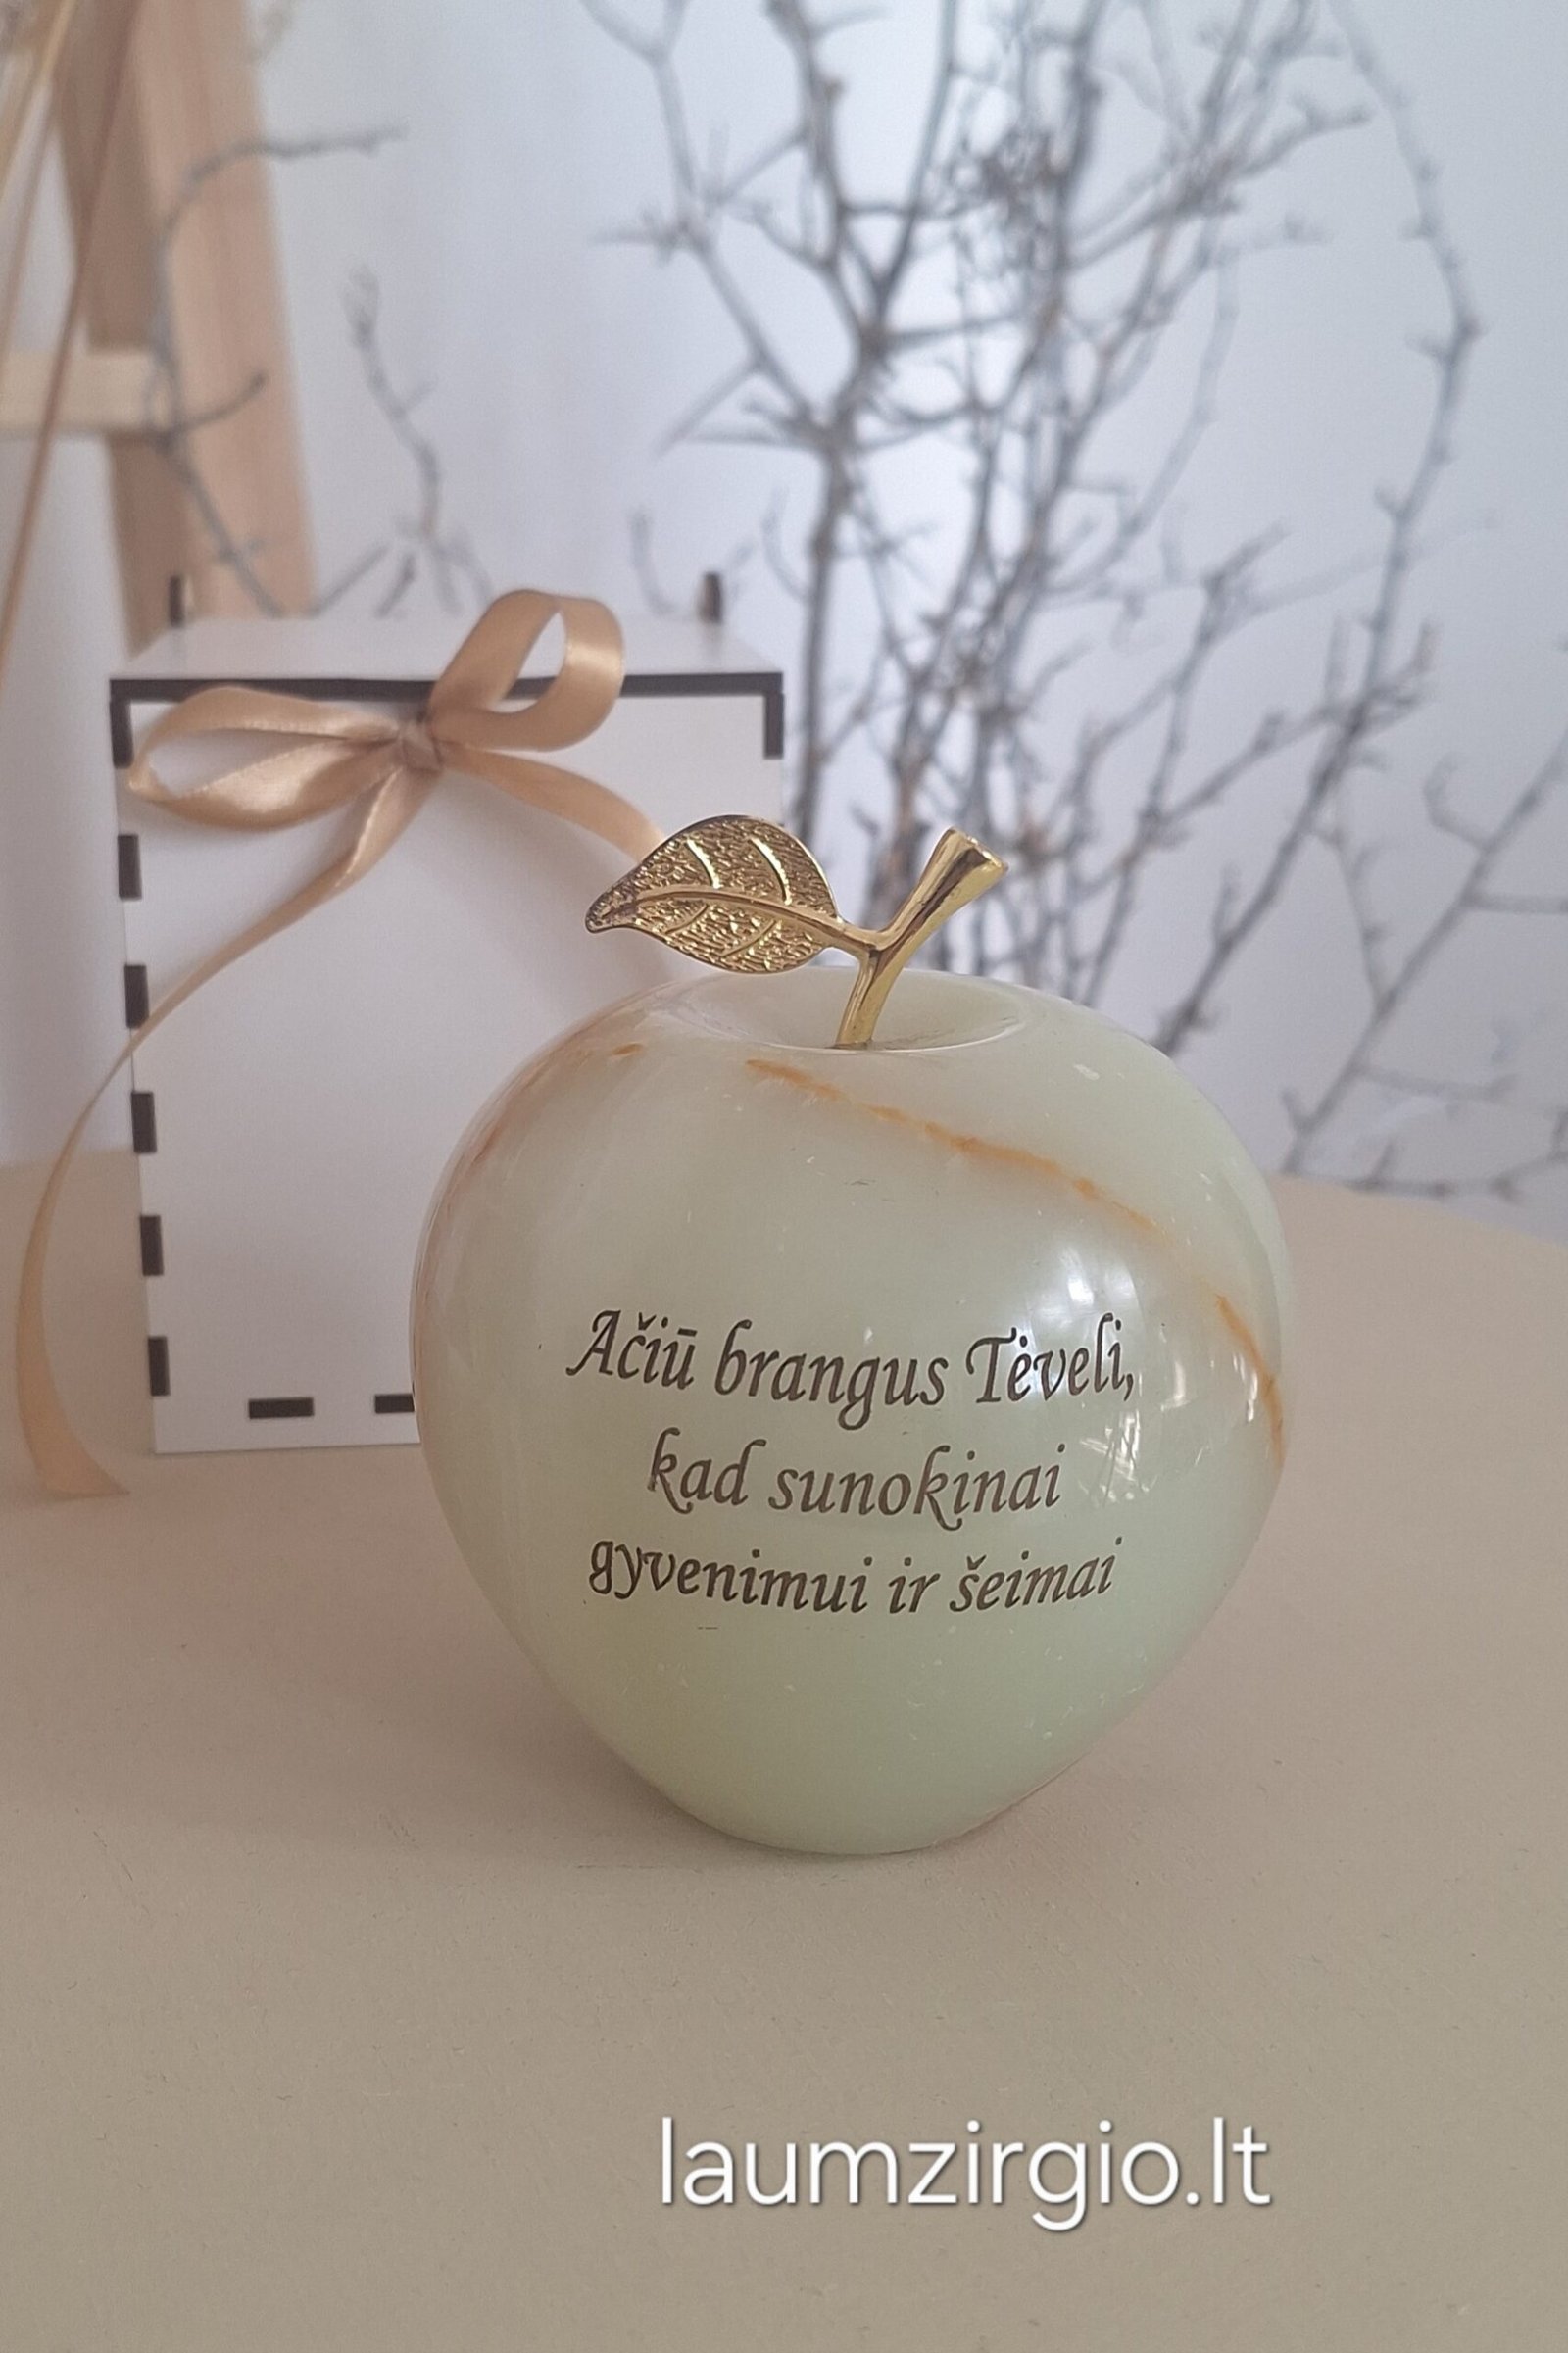 Ačiū brangus Tėveli,
kad sunokinai
gyvenimui ir šeimai
laumzirgio.lt